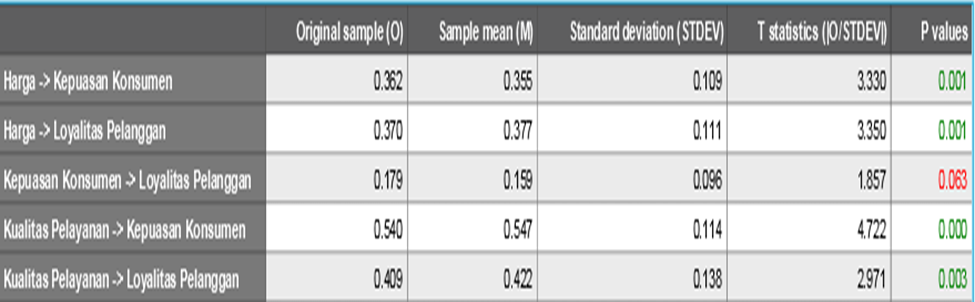 Original sample (O) Sample mean (M) Standard deviation (STDEV) T statistics (|O/STDEV|) P values
Harga -> Kepuasan Konsumen 0.362 0.355 0.109 3.330 0.001
Harga -> Loyalitas Pelanggan 0.370 0.377 0.111 3.350 0.001
Kepuasan Konsumen -> Loyalitas Pelanggan 0.179 0.159 0.096 1.857 0.063
Kualitas Pelayanan -> Kepuasan Konsumen 0.540 0.547 0.114 4.722 0.000
Kualitas Pelayanan -> Loyalitas Pelanggan 0.409 0.422 0.138 2.971 0.003